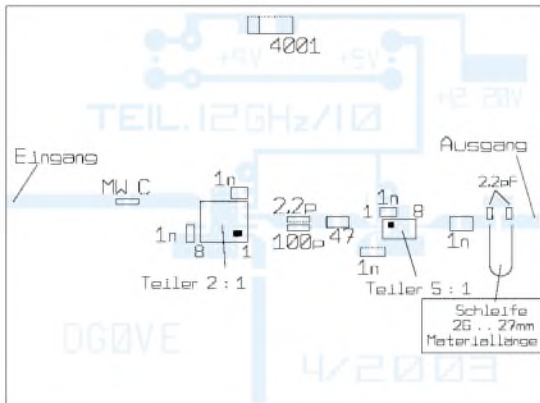 4001
+9V +5V
+12 20V
TEIL.12GHz/10
Eingang
Ausgang
MW C
1n
2.2p
1n
2.2pF
1 8
1n
8 1
100p
47
1n
1n
Teiler 2 : 1
Teiler 5 : 1
Schleife
26 .. 27mm
Materiallänge
DG0VE
4/2003